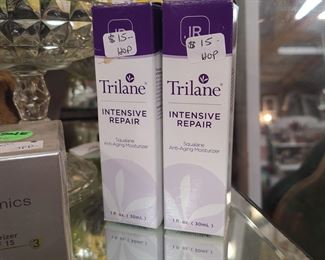 IR
$15-
HOP
Trilane
INTENSIVE
REPAIR
Squalane
Anti-Aging Moisturizer
1 fl. oz. (30mL)
IR
$15-
HOP
Trilane
INTENSIVE
REPAIR
Squalane
Anti-Aging Moisturizer
1 fl. oz. (30mL)
mics
rizer
15
3